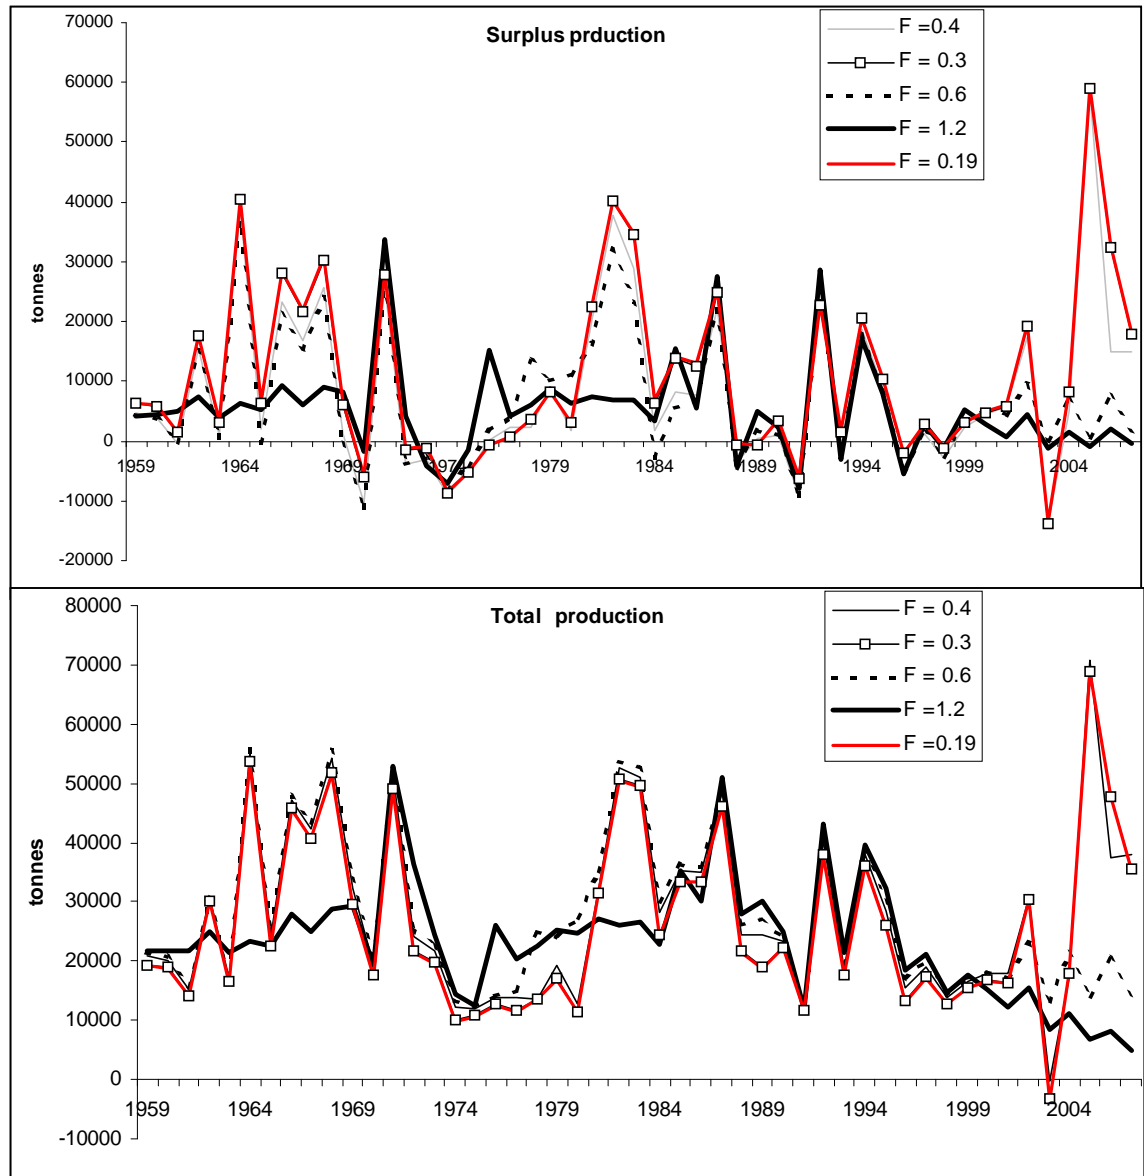 Surplus prduction
F =0.4
F = 0.3
F = 0.6
F = 1.2
F = 0.19
tonnes
70000
60000
50000
40000
30000
20000
10000
0
-10000
-20000
1959 1964 1969 197 1979 1984 1989 1994 1999 2004
Total production
F = 0.4
F = 0.3
F = 0.6
F =1.2
F =0.19
tonnes
80000
70000
60000
50000
40000
30000
20000
10000
0
-10000
1959 1964 1969 1974 1979 1984 1989 1994 1999 2004